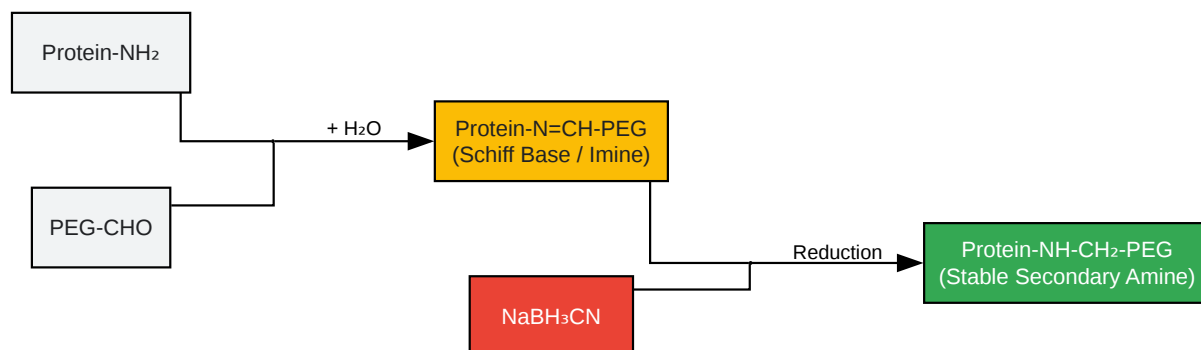 Protein-NH₂
+ H₂O
Protein-N=CH-PEG
(Schiff Base / Imine)
PEG-CHO
Reduction
Protein-NH-CH₂-PEG
(Stable Secondary Amine)
NaBH₃CN